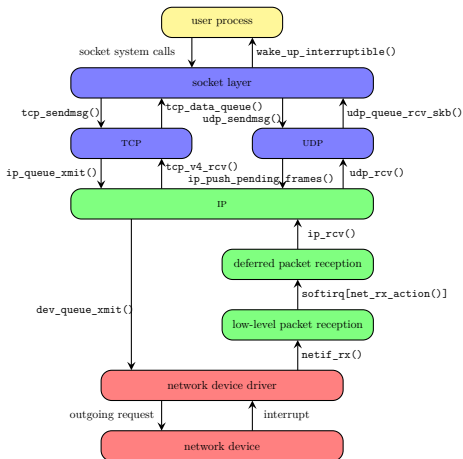 user process
socket system calls
wake_up_interruptible()
socket layer
tcp_sendmsg()
tcp_data_queue()
udp_sendmsg()
udp_queue_rcv_skb()
TCP
UDP
ip_queue_xmit()
tcp_v4_rcv()
ip_push_pending_frames()
udp_rcv()
IP
ip_rcv()
deferred packet reception
softirq[net_rx_action()]
dev_queue_xmit()
low-level packet reception
netif_rx()
network device driver
outgoing request
interrupt
network device